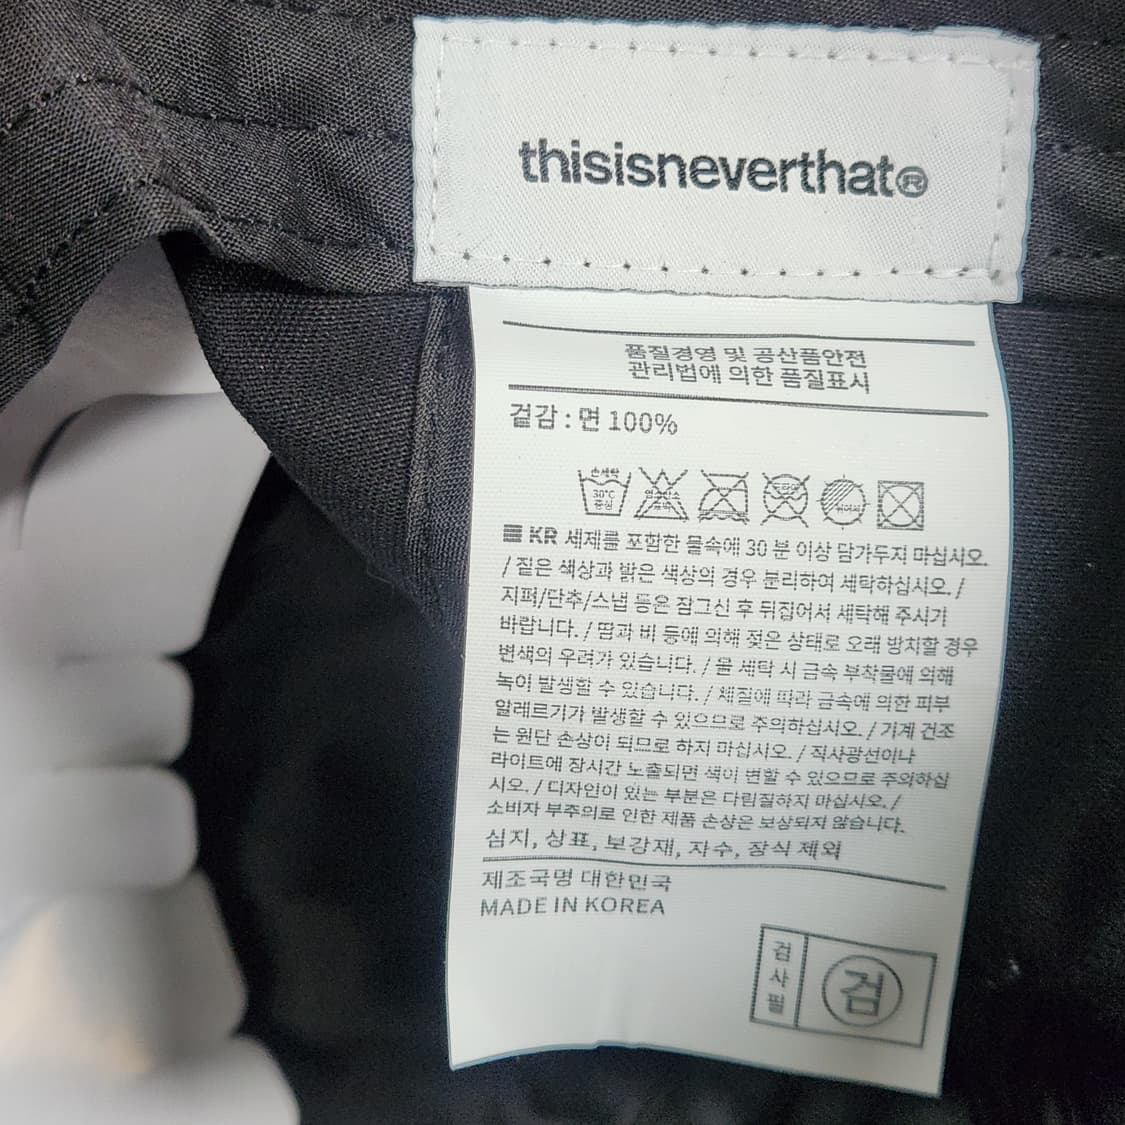 thisisneverthat®
품질경영 및 공산품안전
관리법에 의한 품질표시
겉감 : 면 100%
손세탁
30°C
중성
KR 세제를 포함한 물속에 30 분 이상 담가두지 마십시오.
/ 짙은 색상과 밝은 색상의 경우 분리하여 세탁하십시오. /
지퍼/단추/스냅 등은 잠그신 후 뒤집어서 세탁해 주시기
바랍니다. / 땀과 비 등에 의해 젖은 상태로 오래 방치할 경우
변색의 우려가 있습니다. / 물 세탁 시 금속 부착물에 의해
녹이 발생할 수 있습니다. / 체질에 따라 금속에 의한 피부
알레르기가 발생할 수 있으므로 주의하십시오. / 기계 건조
는 원단 손상이 되므로 하지 마십시오. / 직사광선이나
라이트에 장시간 노출되면 색이 변할 수 있으므로 주의하십
시오. / 디자인이 있는 부분은 다림질하지 마십시오. /
소비자 부주의로 인한 제품 손상은 보상되지 않습니다.
심지, 상표, 보강재, 자수, 장식 제외
제조국명 대한민국
MADE IN KOREA
검사필
검